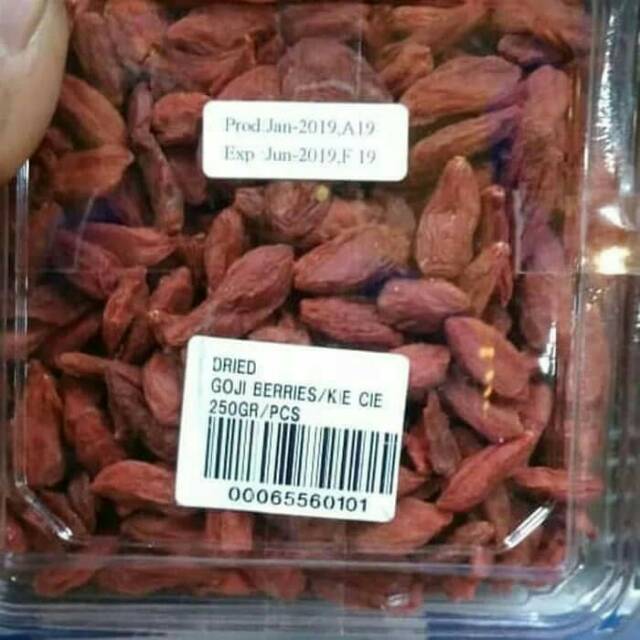 Prod Jan-2019,A19
Exp Jun-2019,F 19
DRIED
GOJI BERRIES/KIE CIE
250GR/PCS
00065560101